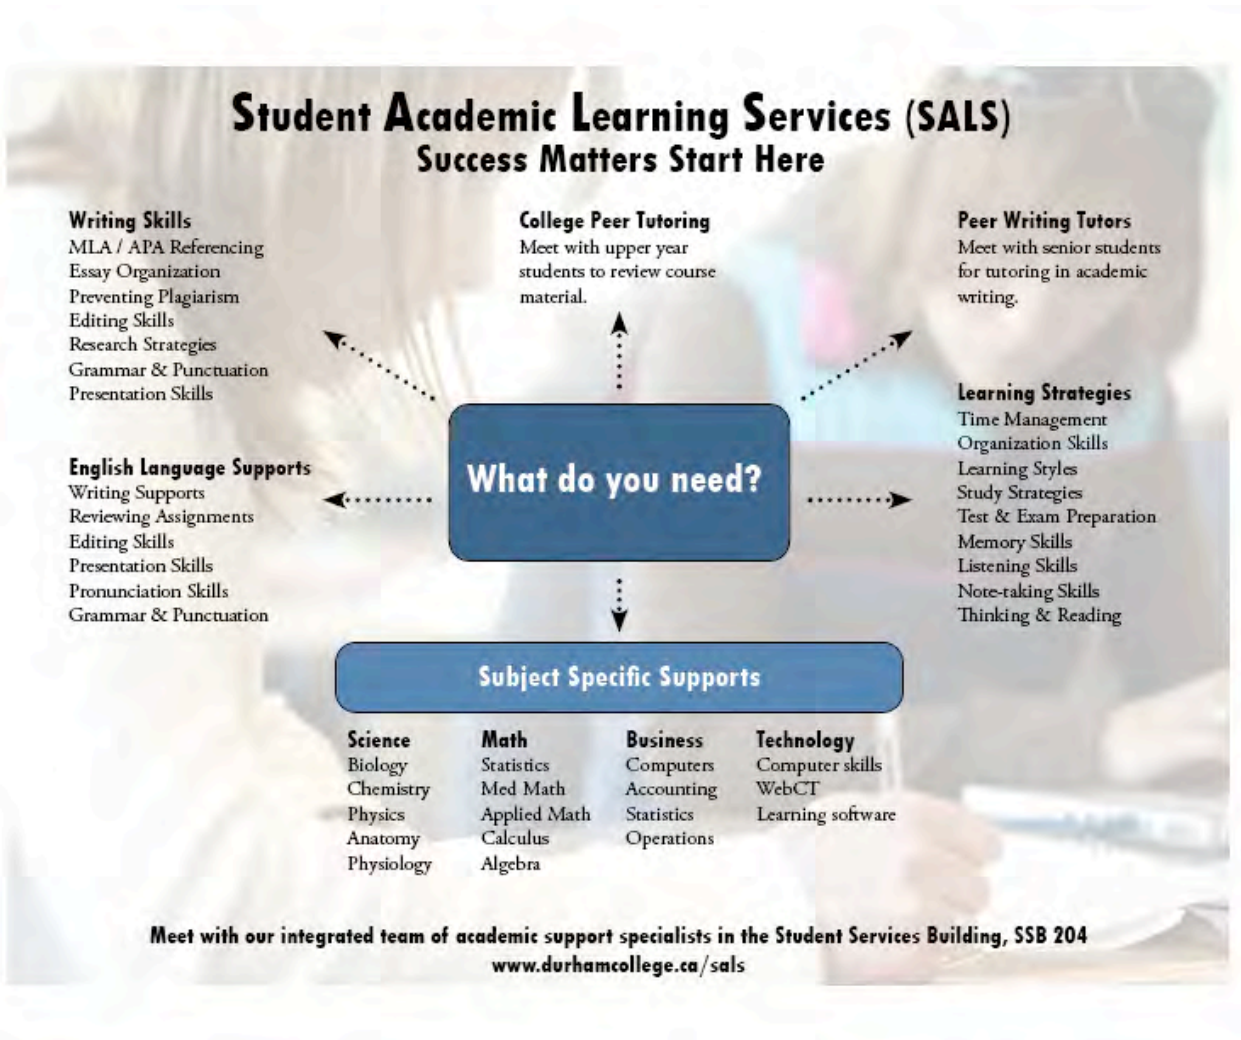 Student Academic Learning Services (SALS)
Success Matters Start Here
Writing Skills
MLA / APA Referencing
Essay Organization
Preventing Plagiarism
Editing Skills
Research Strategies
Grammar & Punctuation
Presentation Skills
English Language Supports
Writing Supports
Reviewing Assignments
Editing Skills
Presentation Skills
Pronunciation Skills
Grammar & Punctuation
College Peer Tutoring
Meet with upper year
students to review course
material.
What do you need?
Peer Writing Tutors
Meet with senior students
for tutoring in academic
writing.
Learning Strategies
Time Management
Organization Skills
Learning Styles
Study Strategies
Test & Exam Preparation
Memory Skills
Listening Skills
Note-taking Skills
Thinking & Reading
Subject Specific Supports
Science
Biology
Chemistry
Physics
Anatomy
Physiology
Math
Statistics
Med Math
Applied Math
Calculus
Algebra
Business
Computers
Accounting
Statistics
Operations
Technology
Computer skills
WebCT
Learning software
Meet with our integrated team of academic support specialists in the Student Services Building, SSB 204
www.durhamcollege.ca/sals